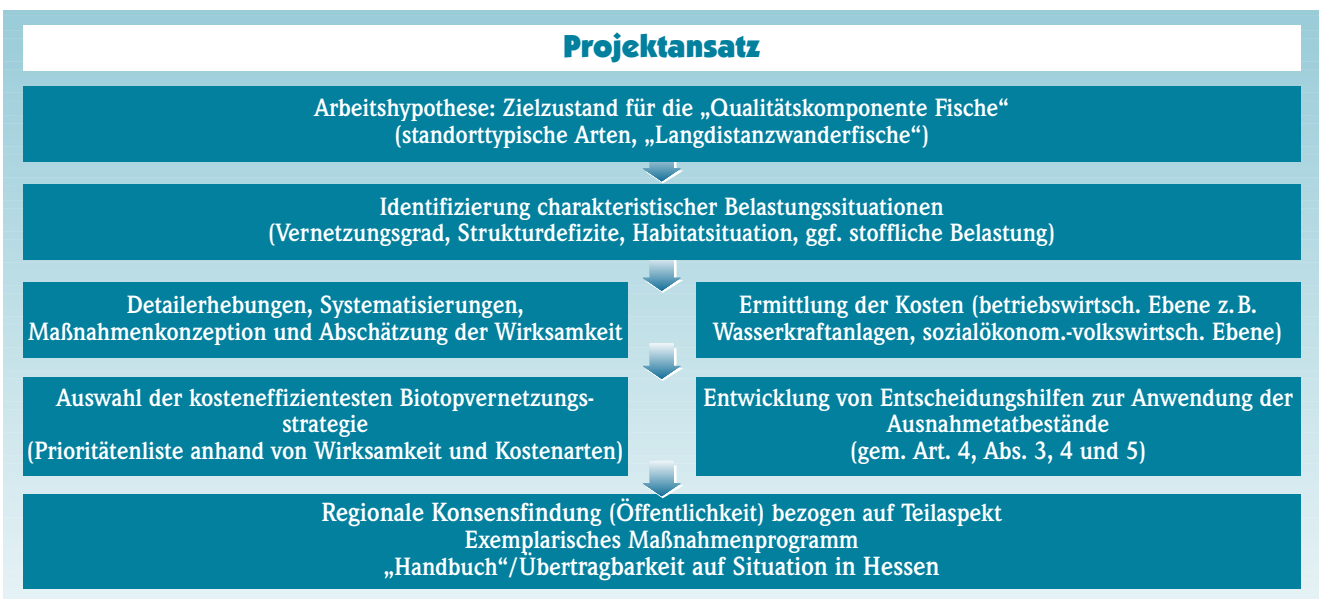 Projektansatz
Arbeitshypothese: Zielzustand für die „Qualitätskomponente Fische“
(standorttypische Arten, „Langdistanzwanderfische“)
Identifizierung charakteristischer Belastungssituationen
(Vernetzungsgrad, Strukturdefizite, Habitatsituation, ggf. stoffliche Belastung)
Detailerhebungen, Systematisierungen,
Maßnahmenkonzeption und Abschätzung der Wirksamkeit
Ermittlung der Kosten (betriebswirtsch. Ebene z. B.
Wasserkraftanlagen, sozialökonom.-volkswirtsch. Ebene)
Auswahl der kosteneffizientesten Biotopvernetzungs-
strategie
(Prioritätenliste anhand von Wirksamkeit und Kostenarten)
Entwicklung von Entscheidungshilfen zur Anwendung der
Ausnahmetatbestände
(gem. Art. 4, Abs. 3, 4 und 5)
Regionale Konsensfindung (Öffentlichkeit) bezogen auf Teilaspekt
Exemplarisches Maßnahmenprogramm
„Handbuch“/Übertragbarkeit auf Situation in Hessen